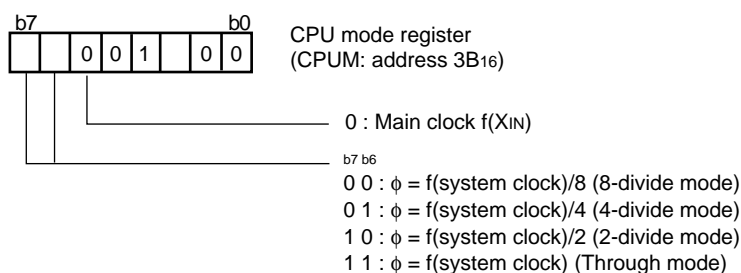 b7 b0
0 0 1 0 0
CPU mode register
(CPUM: address 3B16)
0 : Main clock f(XIN)
b7 b6
0 0 : ϕ = f(system clock)/8 (8-divide mode)
0 1 : ϕ = f(system clock)/4 (4-divide mode)
1 0 : ϕ = f(system clock)/2 (2-divide mode)
1 1 : ϕ = f(system clock) (Through mode)